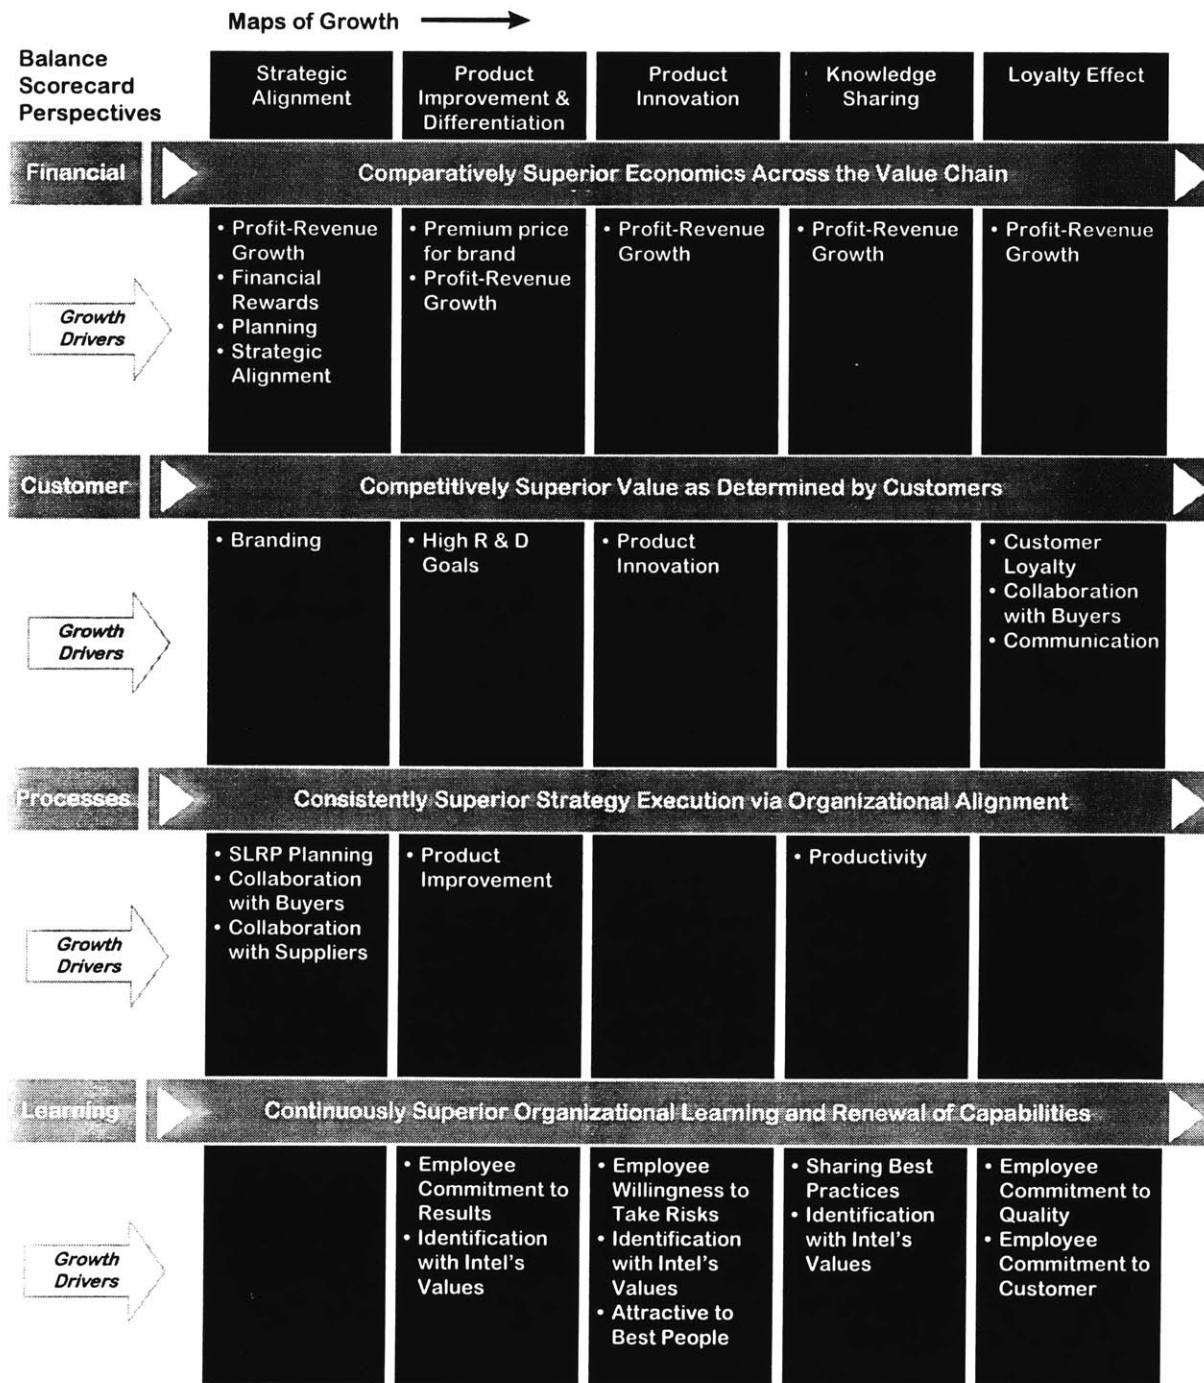 Maps of Growth
Balance
Scorecard
Perspectives
Strategic
Alignment
Product
Improvement &
Differentiation
Product
Innovation
Knowledge
Sharing
Loyalty Effect
Financial
Comparatively Superior Economics Across the Value Chain
Growth
Drivers
• Profit-Revenue
Growth
• Financial
Rewards
• Planning
• Strategic
Alignment
• Premium price
for brand
• Profit-Revenue
Growth
• Profit-Revenue
Growth
• Profit-Revenue
Growth
• Profit-Revenue
Growth
Customer
Competitively Superior Value as Determined by Customers
Growth
Drivers
• Branding
• High R & D
Goals
• Product
Innovation
• Customer
Loyalty
• Collaboration
with Buyers
• Communication
Processes
Consistently Superior Strategy Execution via Organizational Alignment
Growth
Drivers
• SLRP Planning
• Collaboration
with Buyers
• Collaboration
with Suppliers
• Product
Improvement
• Productivity
Learning
Continuously Superior Organizational Learning and Renewal of Capabilities
Growth
Drivers
• Employee
Commitment to
Results
• Identification
with Intel's
Values
• Employee
Willingness to
Take Risks
• Identification
with Intel's
Values
• Attractive to
Best People
• Sharing Best
Practices
• Identification
with Intel's
Values
• Employee
Commitment to
Quality
• Employee
Commitment to
Customer